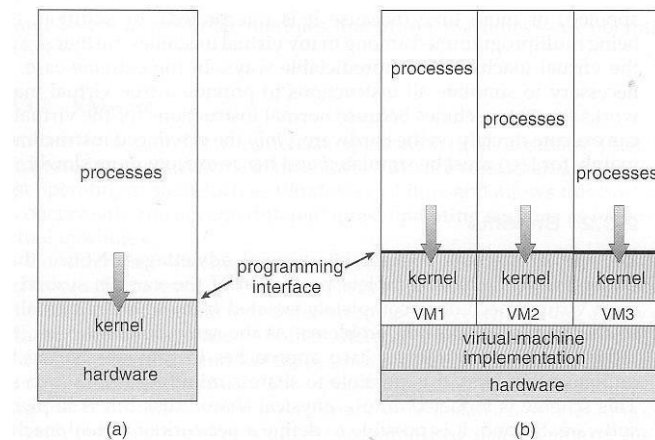 processes
processes
processes
processes
programming
interface
kernel
hardware
kernel
kernel
kernel
VM1
VM2
VM3
virtual-machine
implementation
hardware
(a)
(b)